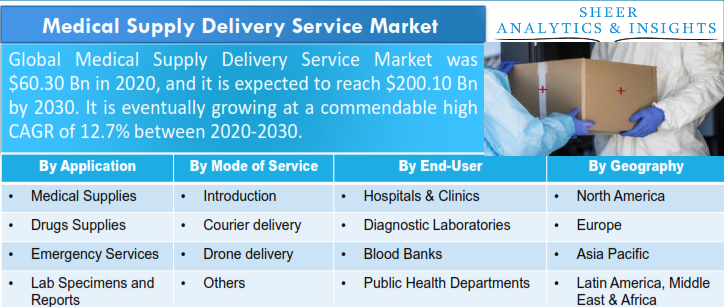 Medical Supply Delivery Service Market
SHEER
ANALYTICS & INSIGHTS
Global Medical Supply Delivery Service Market was
$60.30 Bn in 2020, and it is expected to reach $200.10 Bn
by 2030. It is eventually growing at a commendable high
CAGR of 12.7% between 2020-2030.
By Application
• Medical Supplies
• Drugs Supplies
• Emergency Services
• Lab Specimens and
Reports
By Mode of Service
• Introduction
• Courier delivery
• Drone delivery
• Others
By End-User
• Hospitals & Clinics
• Diagnostic Laboratories
• Blood Banks
• Public Health Departments
By Geography
• North America
• Europe
• Asia Pacific
• Latin America, Middle
East & Africa